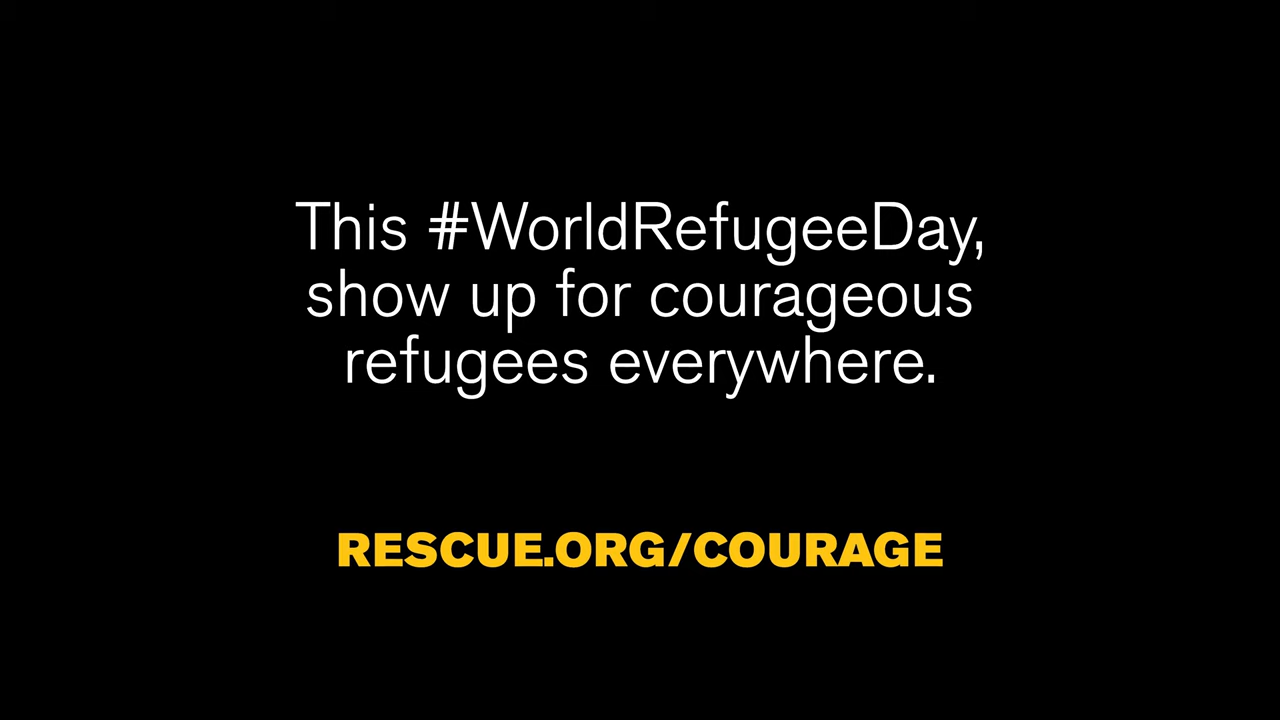 This #WorldRefugeeDay,
show up for courageous
refugees everywhere.
RESCUE.ORG/COURAGE